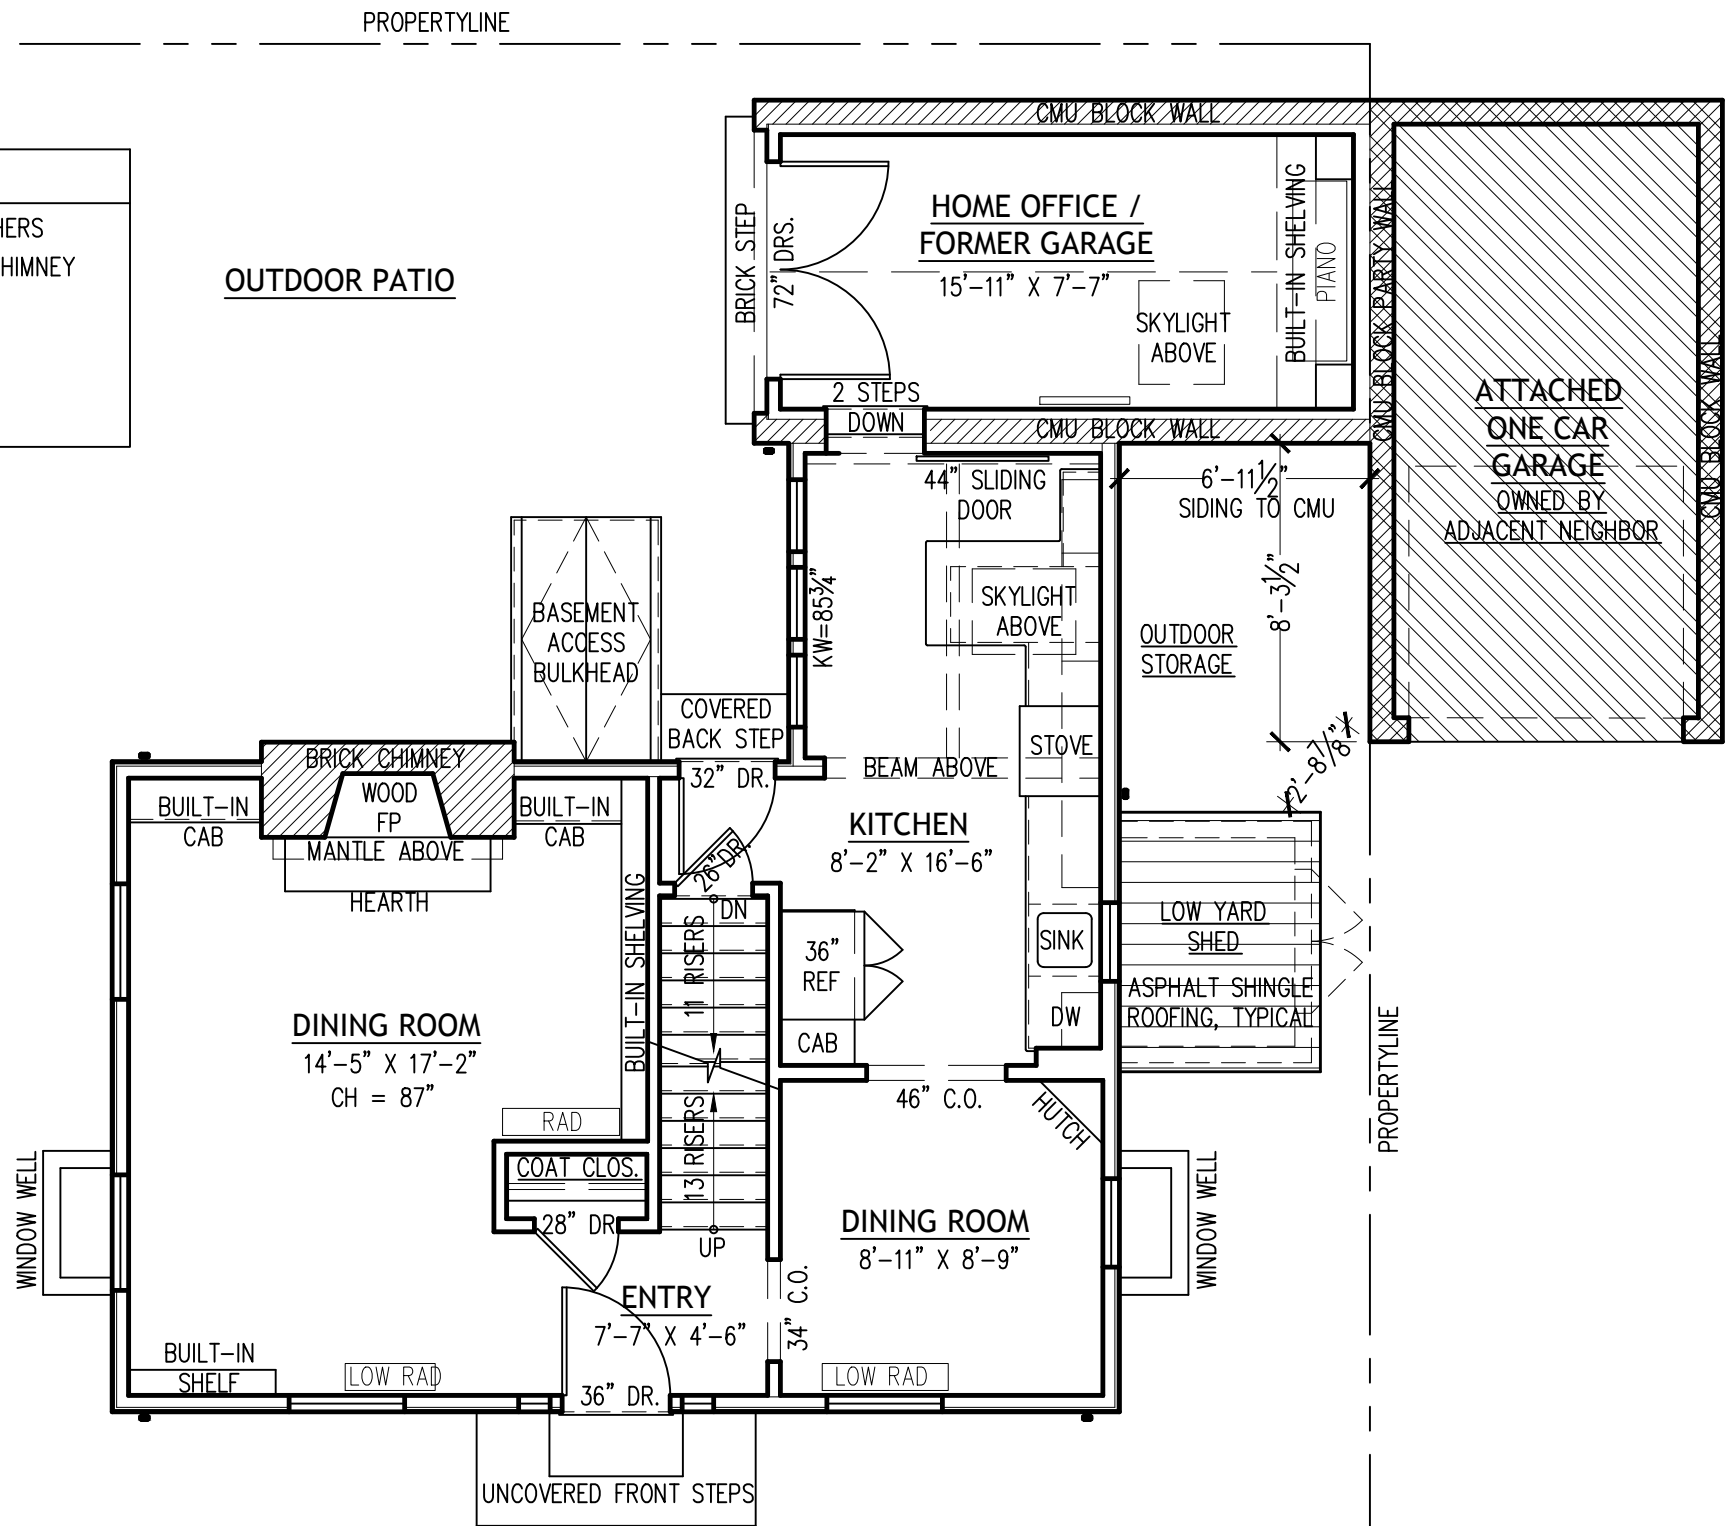 PROPERTYLINE
CMU BLOCK WALL
HERS
HIMNEY
OUTDOOR PATIO
BRICK STEP
72" DRS.
HOME OFFICE /
FORMER GARAGE
15'-11" X 7'-7"
SKYLIGHT
ABOVE
BUILT-IN SHELVING
PIANO
CMU BLOCK PARTY WALL
CMU BLOCK WALL
ATTACHED
ONE CAR
GARAGE
OWNED BY
ADJACENT NEIGHBOR
2 STEPS
DOWN
CMU BLOCK WALL
44" SLIDING
DOOR
6'-11 1/2"
SIDING TO CMU
8'-3 1/2"
KW=85 3/4"
SKYLIGHT
ABOVE
OUTDOOR
STORAGE
BASEMENT
ACCESS
BULKHEAD
COVERED
BACK STEP
STOVE
2'-8 7/8"
BRICK CHIMNEY
WOOD
FP
BUILT-IN
CAB
BUILT-IN
CAB
MANTLE ABOVE
HEARTH
32" DR.
BEAM ABOVE
KITCHEN
8'-2" X 16'-6"
26" DR.
DN
BUILT-IN SHELVING
11 RISERS
36"
REF
SINK
LOW YARD
SHED
ASPHALT SHINGLE
ROOFING, TYPICAL
DW
CAB
DINING ROOM
14'-5" X 17'-2"
CH = 87"
46" C.O.
HUTCH
PROPERTYLINE
RAD
13 RISERS
COAT CLOS.
28" DR
UP
WINDOW WELL
DINING ROOM
8'-11" X 8'-9"
WINDOW WELL
ENTRY
7'-7" X 4'-6"
34" C.O.
BUILT-IN
SHELF
LOW RAD
36" DR.
LOW RAD
UNCOVERED FRONT STEPS